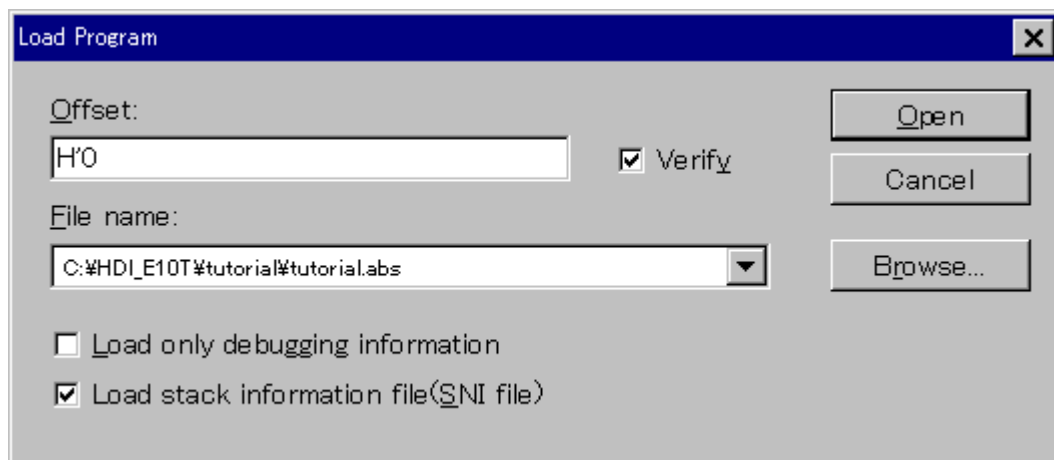 Load Program
Offset:
Open
H'0
Verify
Cancel
File name:
C:¥HDI_E10T¥tutorial¥tutorial.abs
Browse...
Load only debugging information
Load stack information file(SNI file)